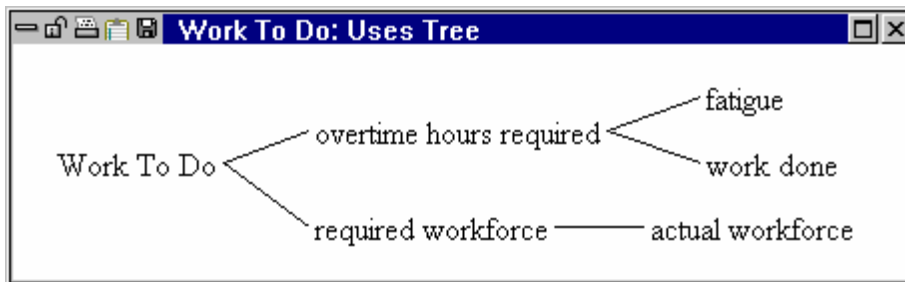 Work To Do: Uses Tree
fatigue
overtime hours required
Work To Do
work done
required workforce
actual workforce